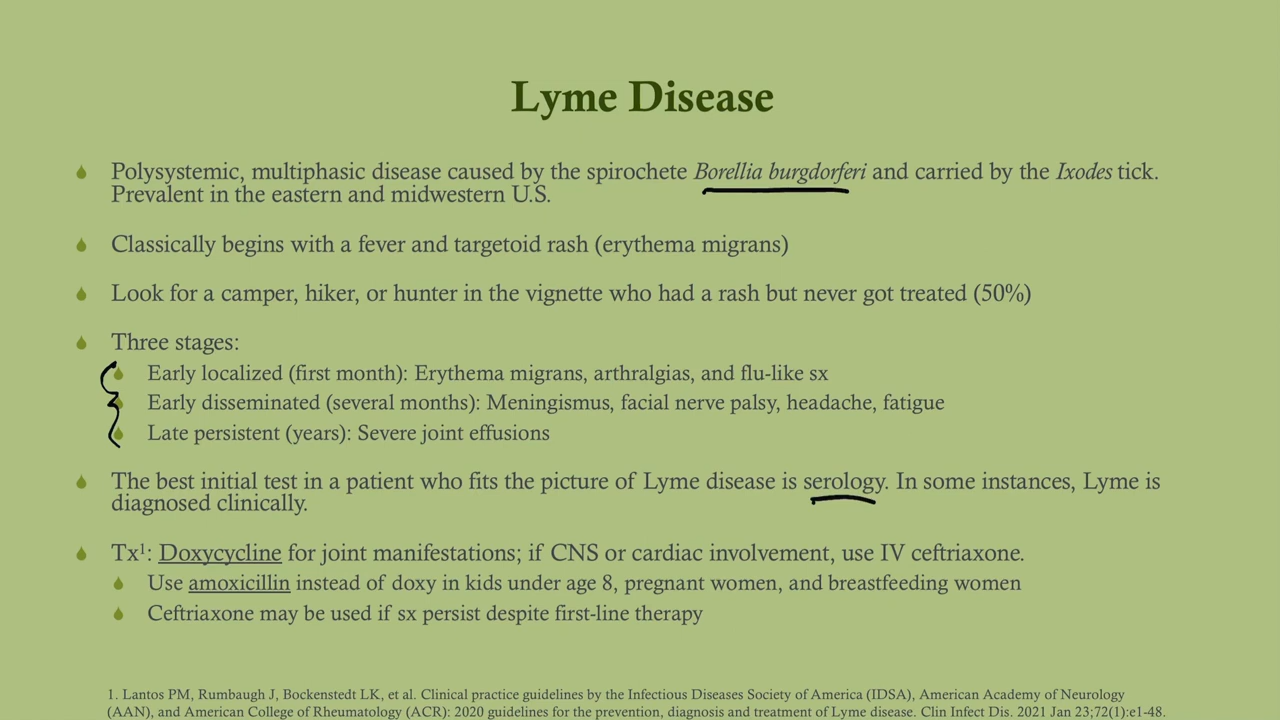 Lyme Disease
Polysystemic, multiphasic disease caused by the spirochete Borellia burgdorferi and carried by the Ixodes tick.
Prevalent in the eastern and midwestern U.S.
Classically begins with a fever and targetoid rash (erythema migrans)
Look for a camper, hiker, or hunter in the vignette who had a rash but never got treated (50%)
Three stages:
Early localized (first month): Erythema migrans, arthralgias, and flu-like sx
Early disseminated (several months): Meningismus, facial nerve palsy, headache, fatigue
Late persistent (years): Severe joint effusions
The best initial test in a patient who fits the picture of Lyme disease is serology. In some instances, Lyme is
diagnosed clinically.
Tx¹: Doxycycline for joint manifestations; if CNS or cardiac involvement, use IV ceftriaxone.
Use amoxicillin instead of doxy in kids under age 8, pregnant women, and breastfeeding women
Ceftriaxone may be used if sx persist despite first-line therapy
1. Lantos PM, Rumbaugh J, Bockenstedt LK, et al. Clinical practice guidelines by the Infectious Diseases Society of America (IDSA), American Academy of Neurology
(AAN), and American College of Rheumatology (ACR): 2020 guidelines for the prevention, diagnosis and treatment of Lyme disease. Clin Infect Dis. 2021 Jan 23;72(1):e1-48.